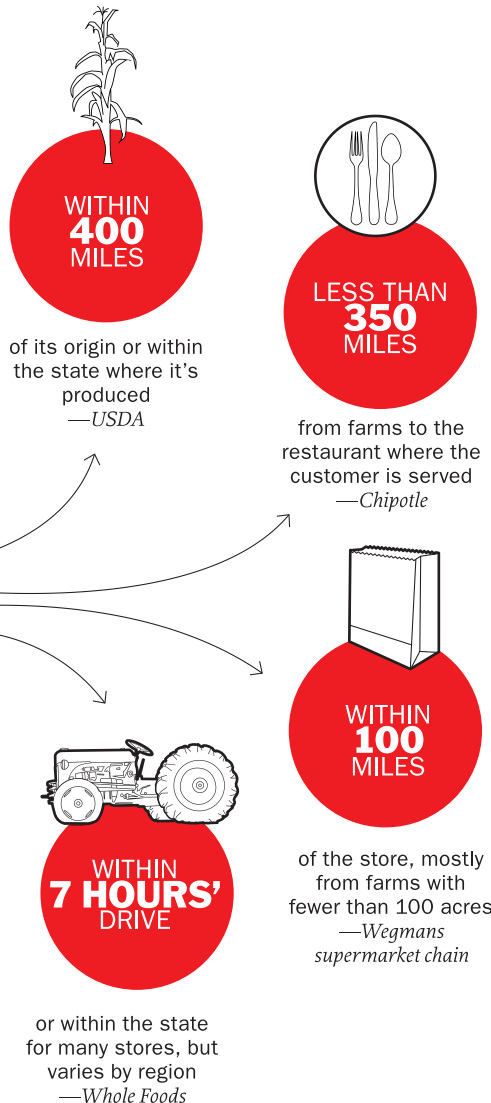 WITHIN
400
MILES
of its origin or within
the state where it's
produced
—USDA
LESS THAN
350
MILES
from farms to the
restaurant where the
customer is served
—Chipotle
WITHIN
100
MILES
of the store, mostly
from farms with
fewer than 100 acres
—Wegmans
supermarket chain
WITHIN
7 HOURS'
DRIVE
or within the state
for many stores, but
varies by region
—Whole Foods